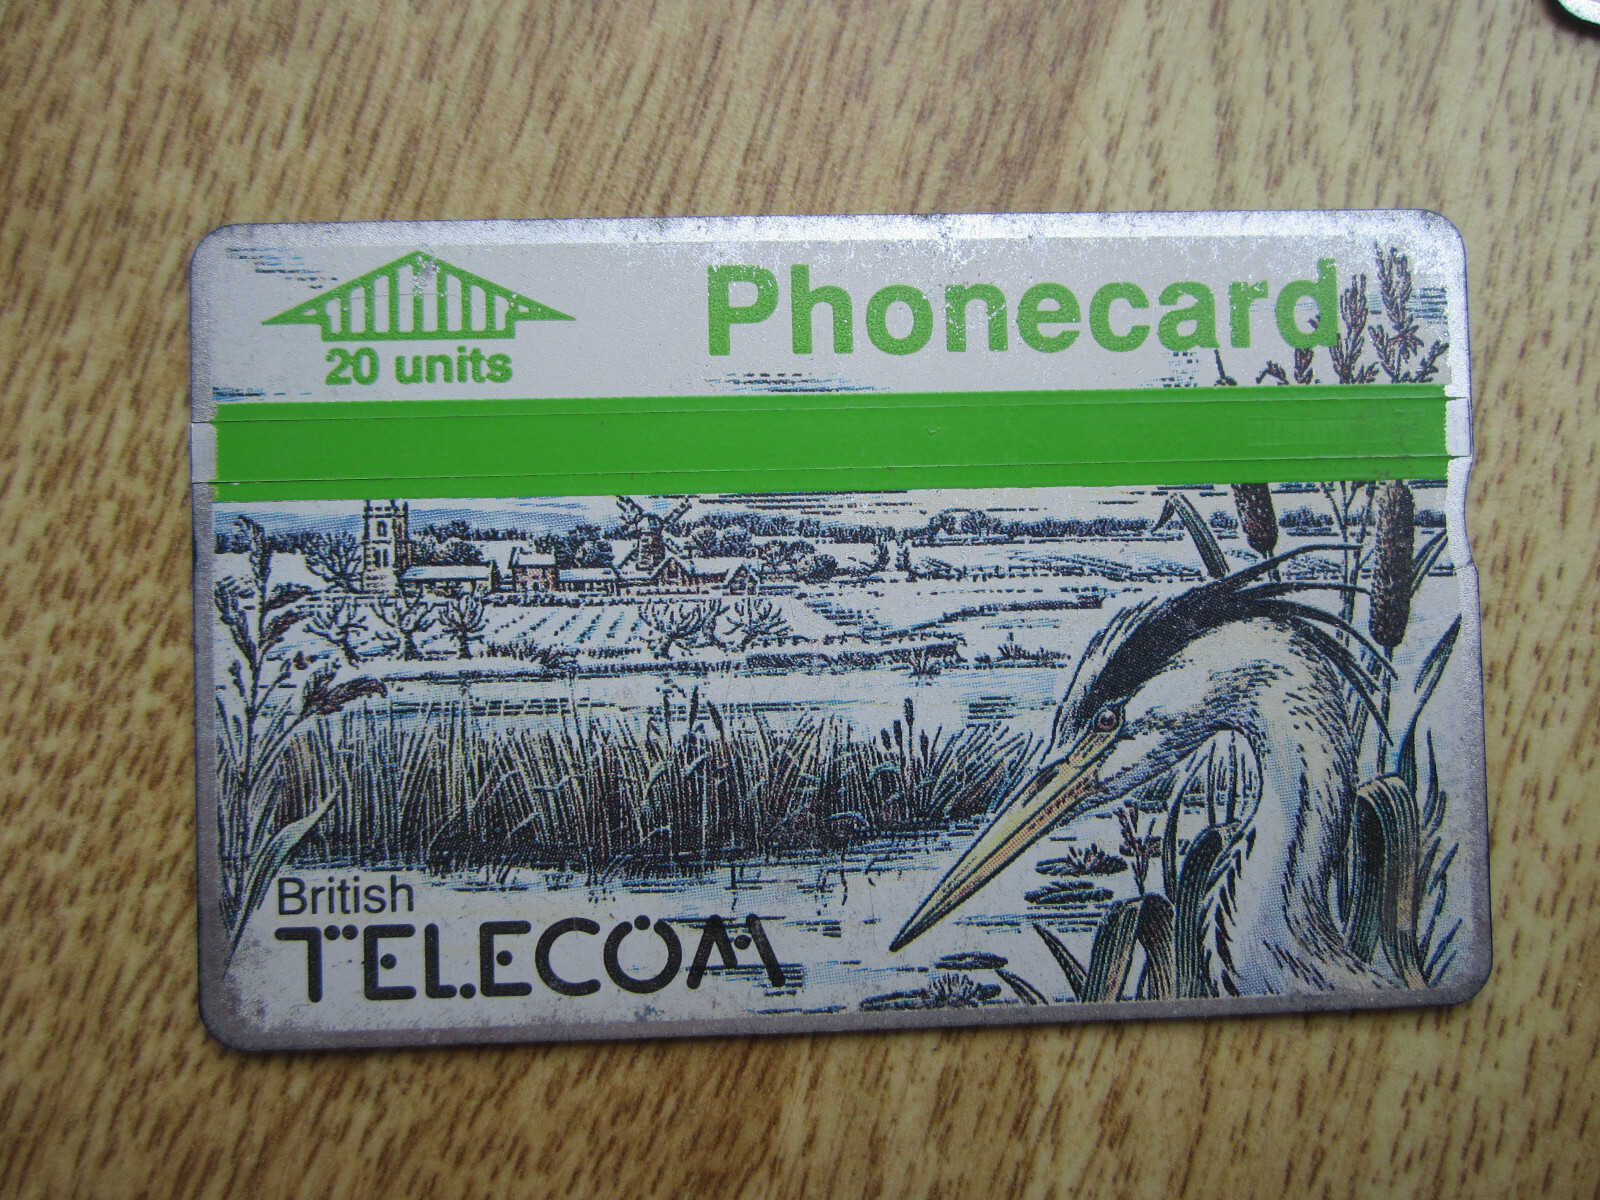 Phonecard
20 units
British
TELECOM